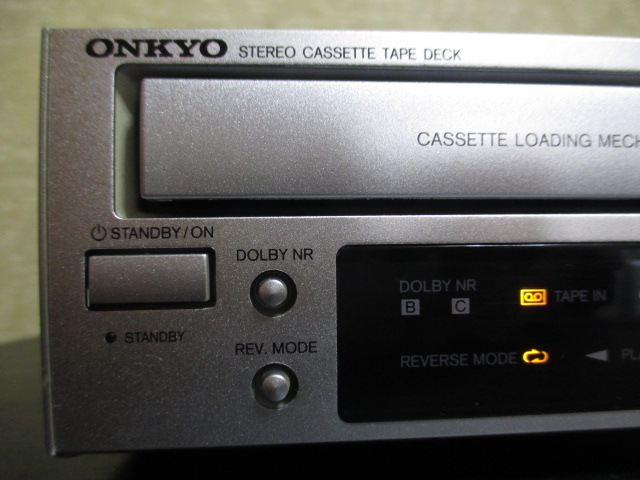 ONKYO STEREO CASSETTE TAPE DECK
CASSETTE LOADING MECH
STANDBY/ON
DOLBY NR
DOLBY NR
B C
TAPE IN
STANDBY
REV. MODE
REVERSE MODE